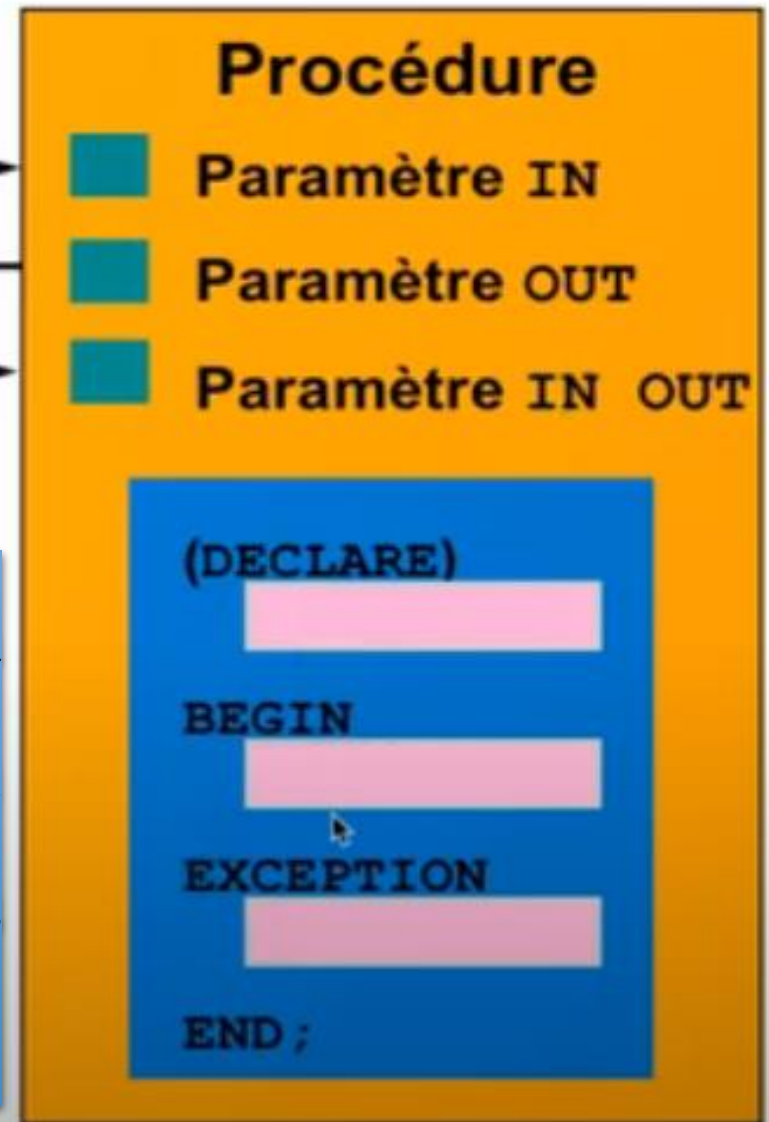 Procédure
Paramètre IN
Paramètre OUT
Paramètre IN OUT
(DECLARE)
BEGIN
EXCEPTION
END;